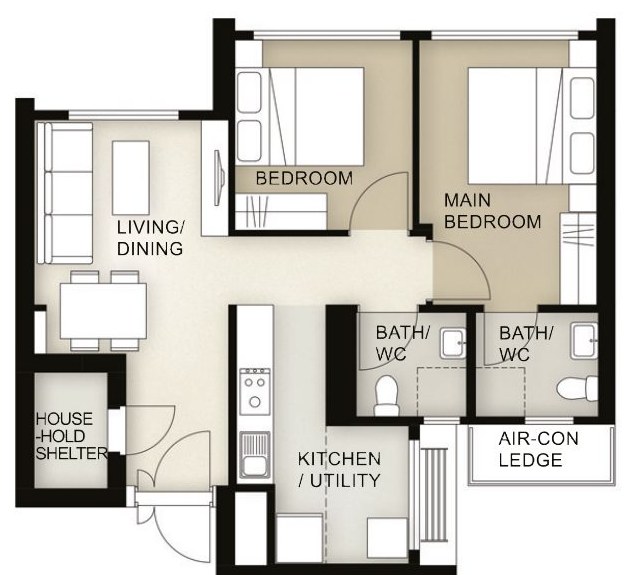 BEDROOM
MAIN
BEDROOM
LIVING/
DINING
BATH/
WC
BATH/
WC
HOUSE
-HOLD
SHELTER
KITCHEN
/ UTILITY
AIR-CON
LEDGE